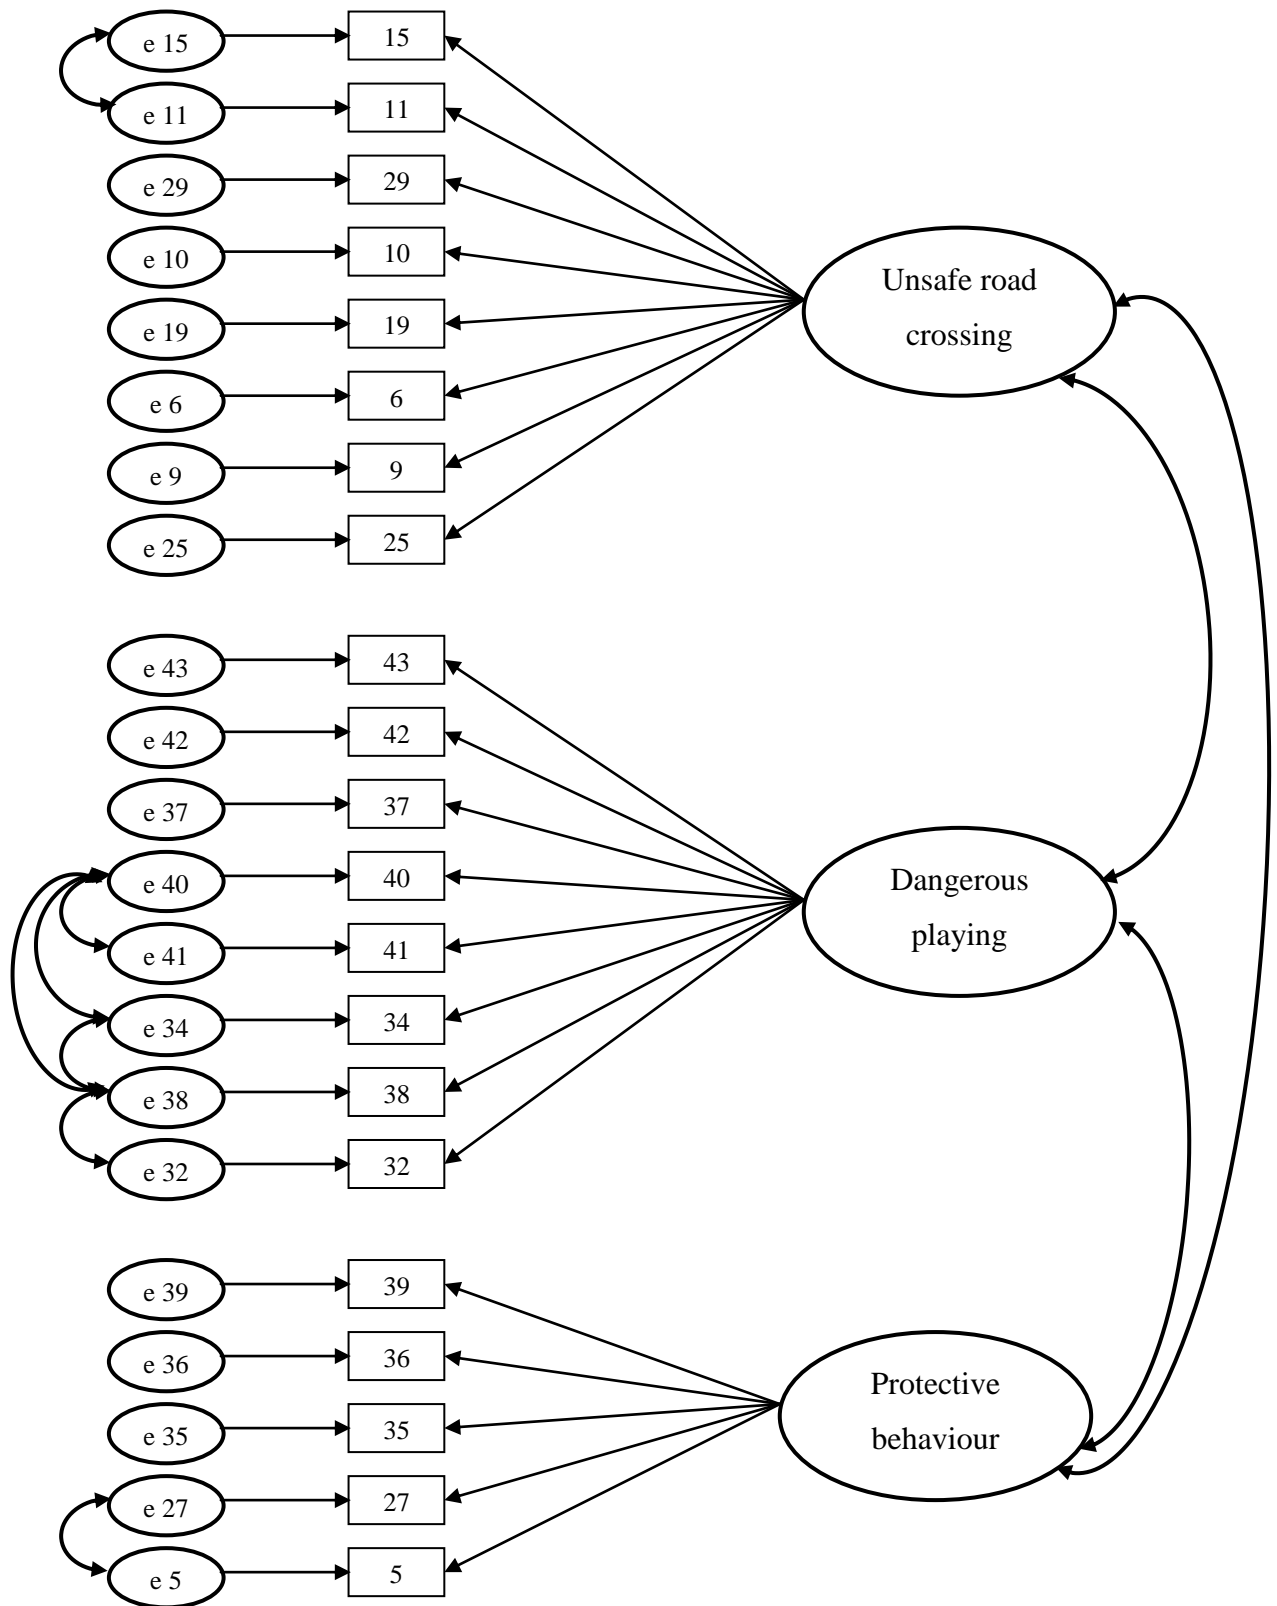 e 15
15
e 11
11
e 29
29
e 10
10
e 19
19
e 6
6
e 9
9
e 25
25
Unsafe road
crossing
e 43
43
e 42
42
e 37
37
e 40
40
e 41
41
e 34
34
e 38
38
e 32
32
Dangerous
playing
e 39
39
e 36
36
e 35
35
e 27
27
e 5
5
Protective
behaviour